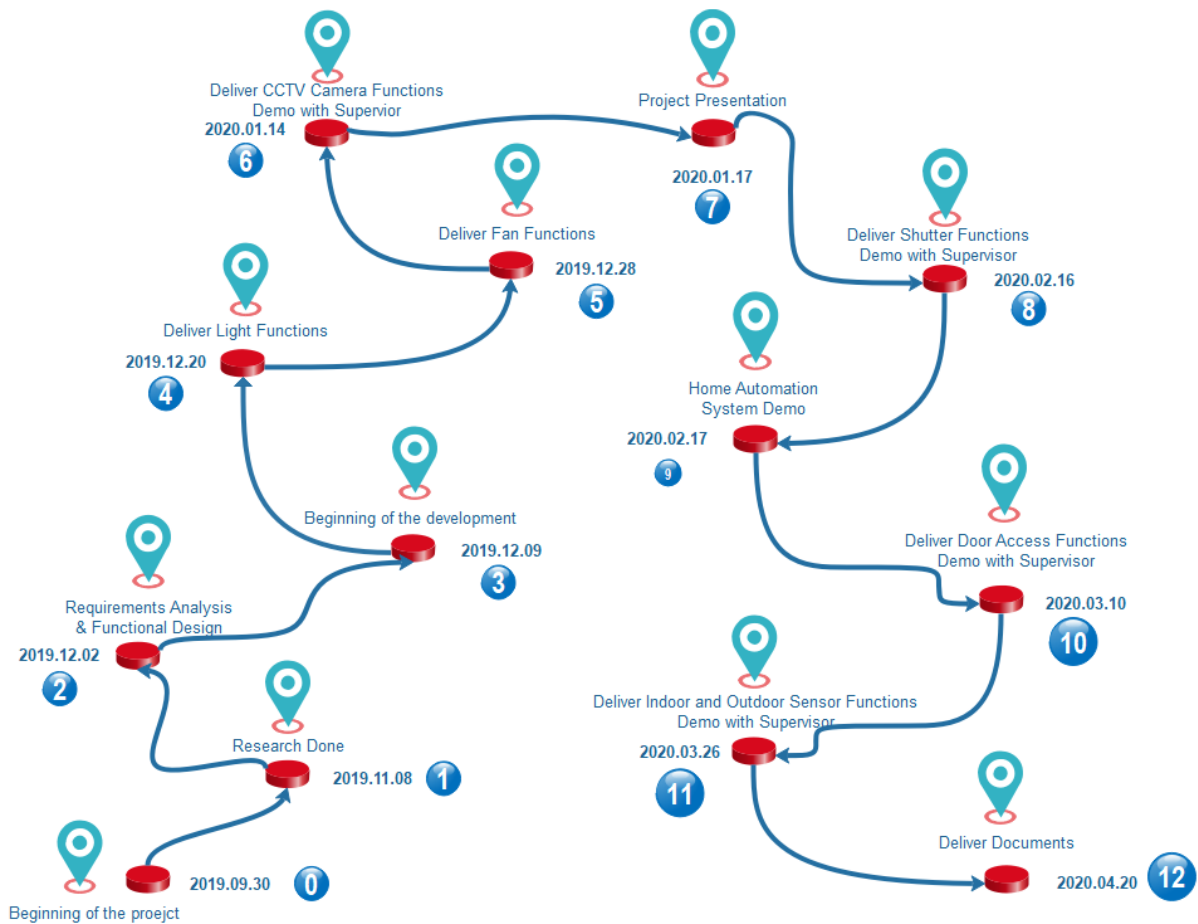 Beginning of the proejct
2019.09.30
0
Research Done
2019.11.08
1
Requirements Analysis
& Functional Design
2019.12.02
2
Beginning of the development
2019.12.09
3
Deliver Light Functions
2019.12.20
4
Deliver Fan Functions
2019.12.28
5
Deliver CCTV Camera Functions
Demo with Supervior
2020.01.14
6
Project Presentation
2020.01.17
7
Deliver Shutter Functions
Demo with Supervisor
2020.02.16
8
Home Automation
System Demo
2020.02.17
9
Deliver Door Access Functions
Demo with Supervisor
2020.03.10
10
Deliver Indoor and Outdoor Sensor Functions
Demo with Supervisor
2020.03.26
11
Deliver Documents
2020.04.20
12